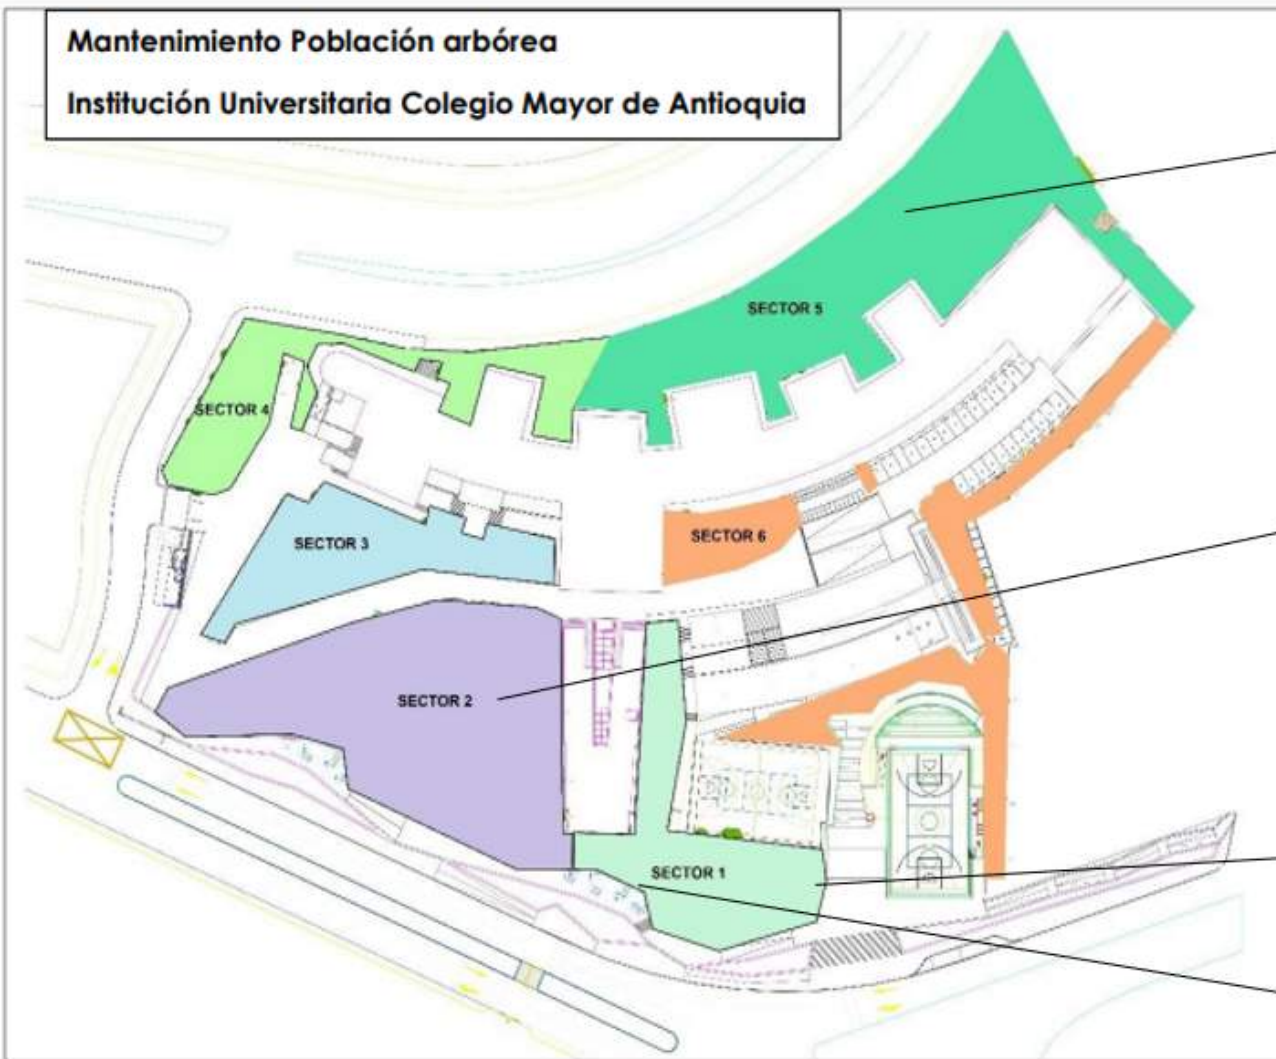 Mantenimiento Población arbórea
Institución Universitaria Colegio Mayor de Antioquia
SECTOR 5
SECTOR 4
SECTOR 6
SECTOR 3
SECTOR 2
SECTOR 1